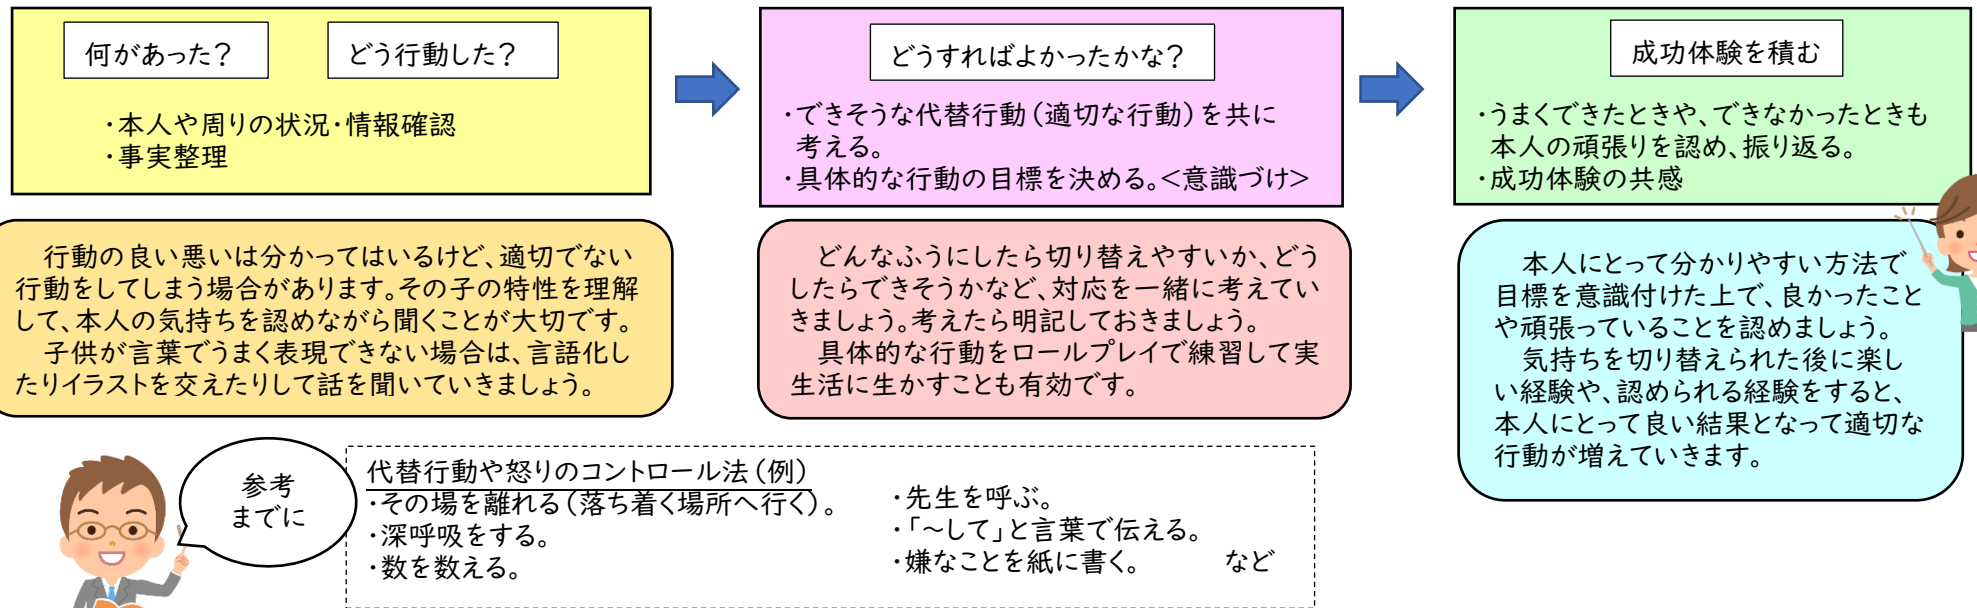 何があった?
どう行動した?
・本人や周りの状況・情報確認
・事実整理
どうすればよかったかな?
・できそうな代替行動(適切な行動)を共に
考える。
・具体的な行動の目標を決める。<意識づけ>
成功体験を積む
・うまくできたときや、できなかったときも
本人の頑張りを認め、振り返る。
・成功体験の共感
行動の良い悪いは分かってはいるけど、適切でない
行動をしてしまう場合があります。その子の特性を理解
して、本人の気持ちを認めながら聞くことが大切です。
子供が言葉でうまく表現できない場合は、言語化し
たりイラストを交えたりして話を聞いていきましょう。
どんなふうにしたら切り替えやすいか、どう
したらできそうかなど、対応を一緒に考えてい
きましょう。考えたら明記しておきましょう。
具体的な行動をロールプレイで練習して実
生活に生かすことも有効です。
本人にとって分かりやすい方法で
目標を意識付けた上で、良かったこと
や頑張っていることを認めましょう。
気持ちを切り替えられた後に楽し
い経験や、認められる経験をすると、
本人にとって良い結果となって適切な
行動が増えていきます。
参考
までに
代替行動や怒りのコントロール法(例)
・その場を離れる(落ち着く場所へ行く)。
・深呼吸をする。
・数を数える。
・先生を呼ぶ。
・「~して」と言葉で伝える。
・嫌なことを紙に書く。 など